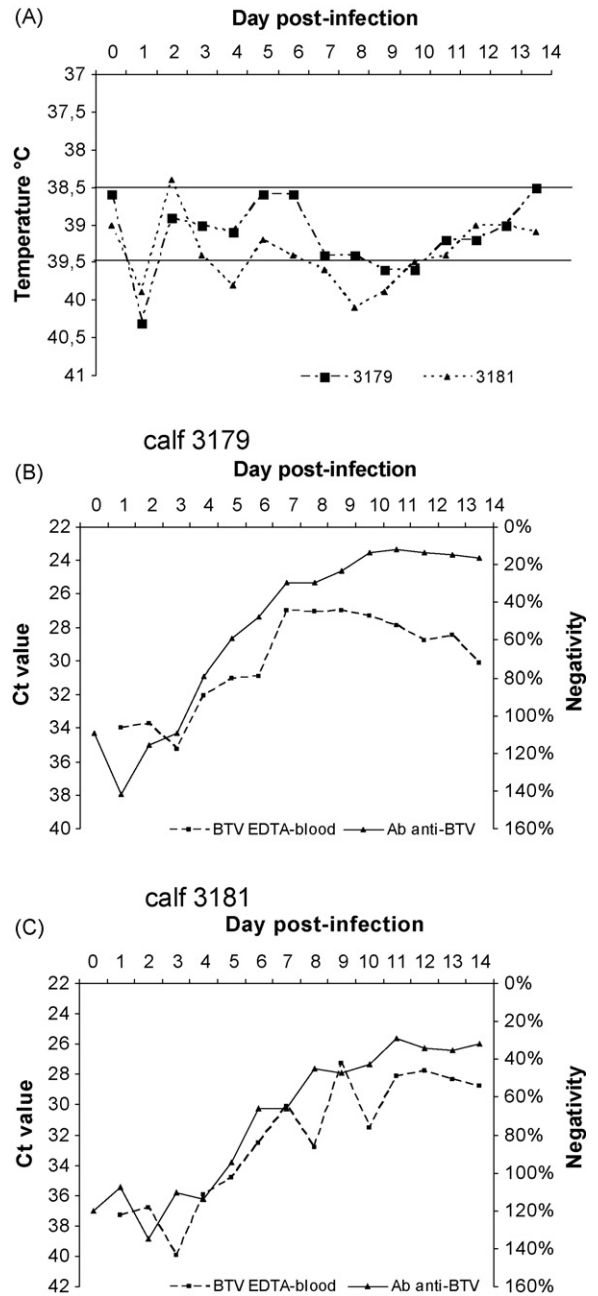 (A)
Day post-infection
0 1 2 3 4 5 6 7 8 9 10 11 12 13 14
37
37,5
38
38,5
39
39,5
40
40,5
41
Temperature °C
3179 3181
calf 3179
(B)
Day post-infection
0 1 2 3 4 5 6 7 8 9 10 11 12 13 14
22
24
26
28
30
32
34
36
38
40
Ct value
0%
20%
40%
60%
80%
100%
120%
140%
160%
Negativity
BTV EDTA-blood Ab anti-BTV
calf 3181
(C)
Day post-infection
0 1 2 3 4 5 6 7 8 9 10 11 12 13 14
22
24
26
28
30
32
34
36
38
40
42
Ct value
0%
20%
40%
60%
80%
100%
120%
140%
160%
Negativity
BTV EDTA-blood Ab anti-BTV